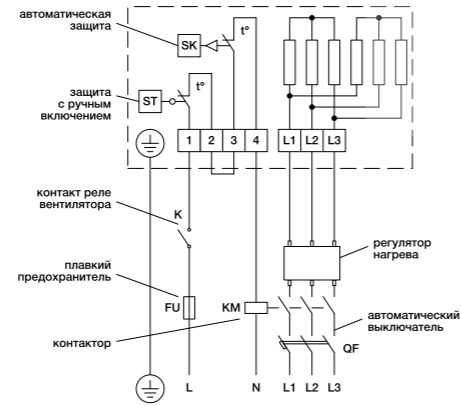 автоматическая
защита
SK
t°
защита
с ручным
включением
ST
t°
1 2 3 4 L1 L2 L3
контакт реле
вентилятора
K
регулятор
нагрева
плавкий
предохранитель
FU
KM
автоматический
выключатель
контактор
QF
L N L1 L2 L3